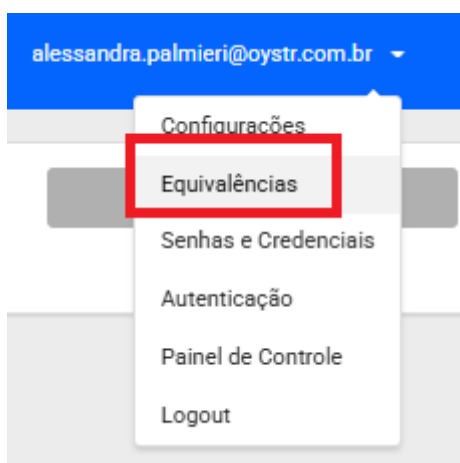 alessandra.palmieri@oystr.com.br
Configurações
Equivalências
Senhas e Credenciais
Autenticação
Painel de Controle
Logout